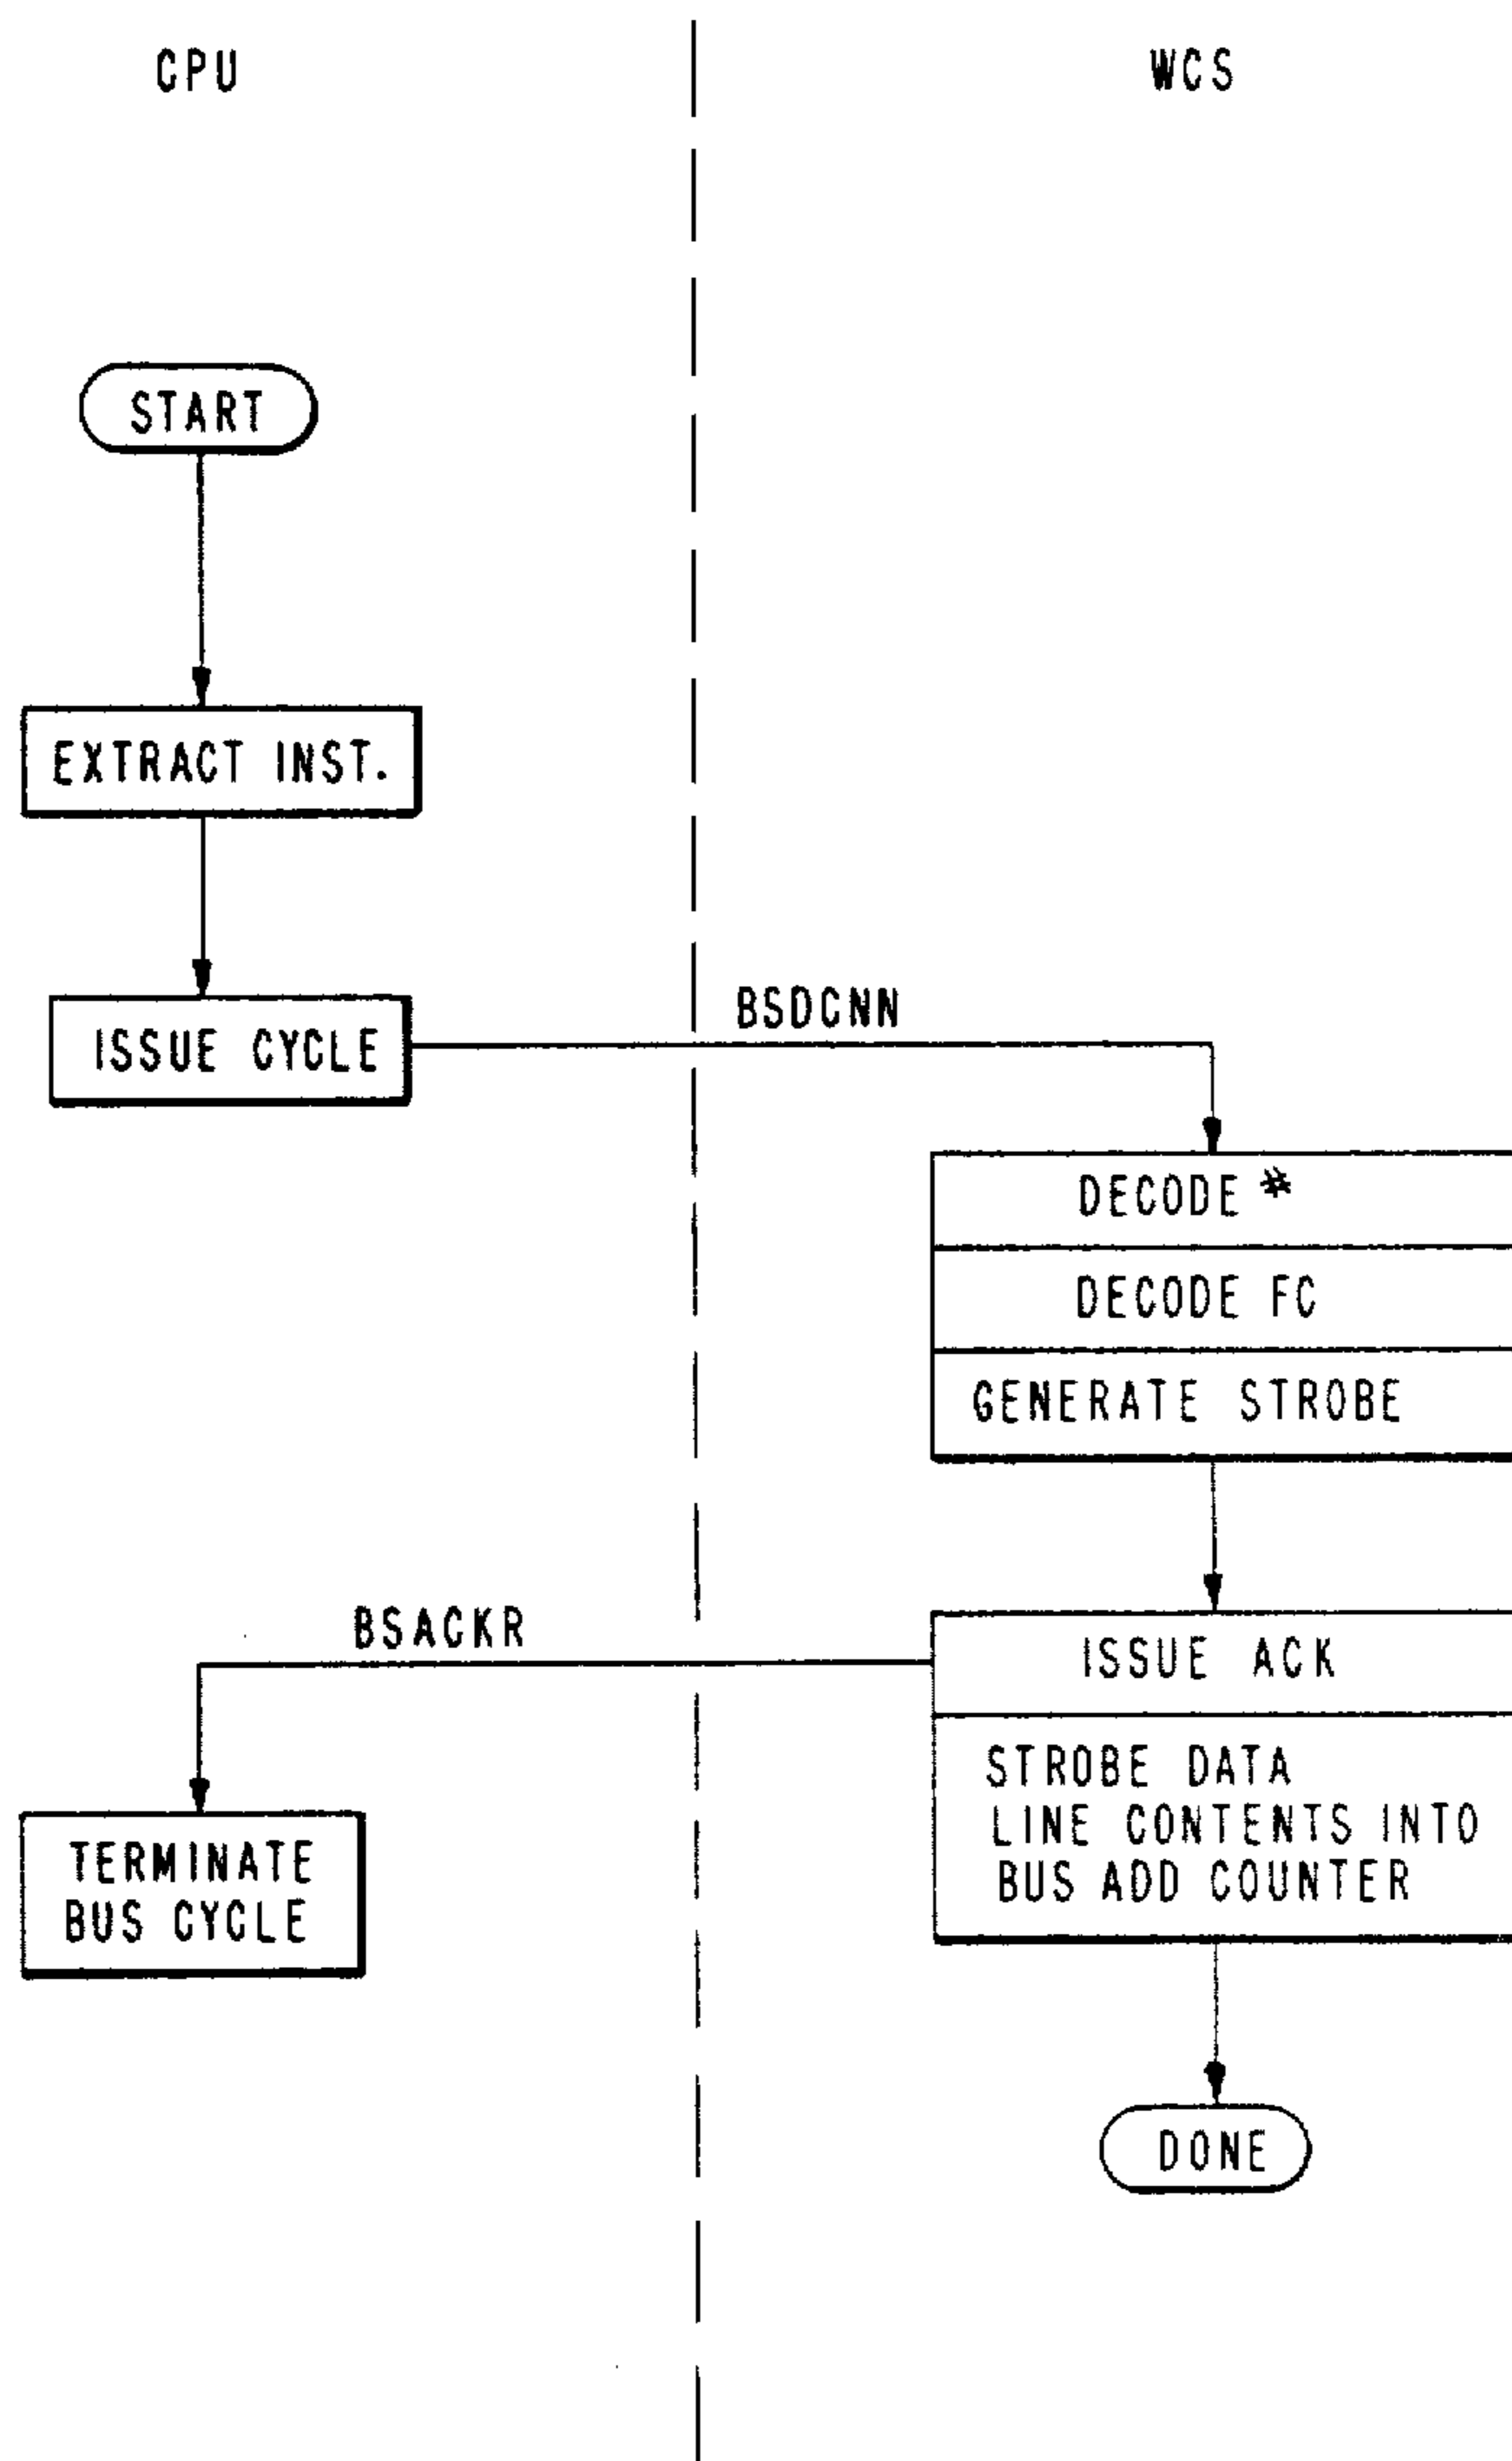 CPU
WCS
START
EXTRACT INST.
ISSUE CYCLE
BSDCNN
DECODE *
DECODE FC
GENERATE STROBE
BSACKR
ISSUE ACK
STROBE DATA
LINE CONTENTS INTO
BUS ADD COUNTER
TERMINATE
BUS CYCLE
DONE